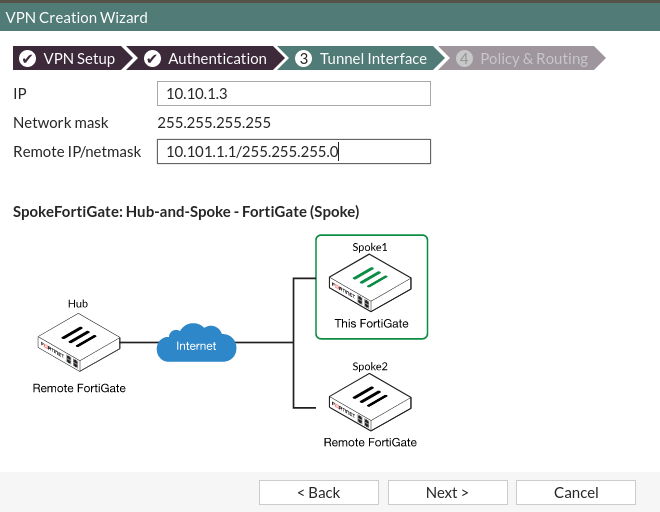 VPN Creation Wizard
VPN Setup
Authentication
3 Tunnel Interface
4 Policy & Routing
IP 10.10.1.3
Network mask 255.255.255.255
Remote IP/netmask 10.101.1.1/255.255.255.0
SpokeFortiGate: Hub-and-Spoke - FortiGate (Spoke)
Spoke1
FORTINET
This FortiGate
Hub
FORTINET
Remote FortiGate
Internet
Spoke2
FORTINET
Remote FortiGate
< Back
Next >
Cancel